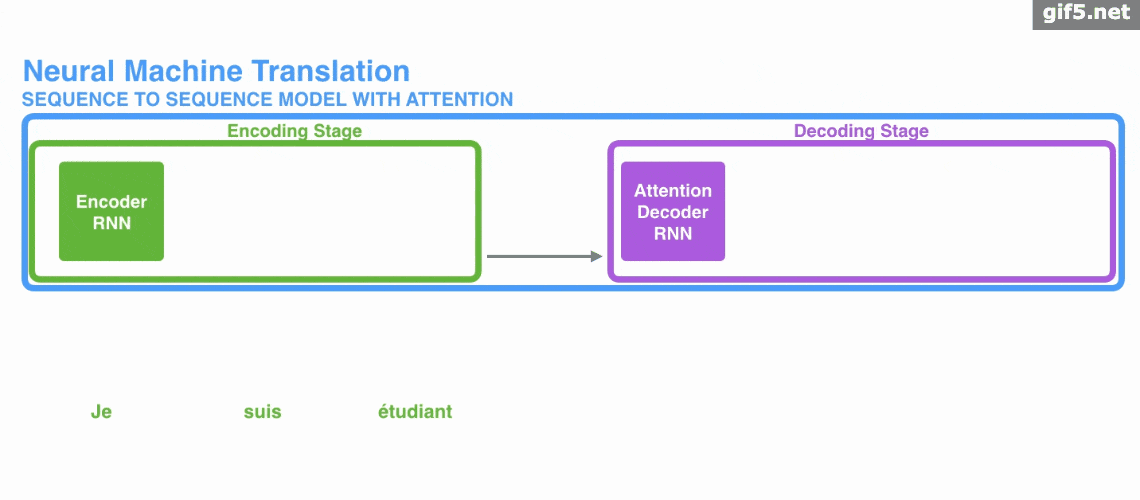 gif5.net
Neural Machine Translation
SEQUENCE TO SEQUENCE MODEL WITH ATTENTION
Encoding Stage
Decoding Stage
Encoder
RNN
Attention
Decoder
RNN
Je suis étudiant